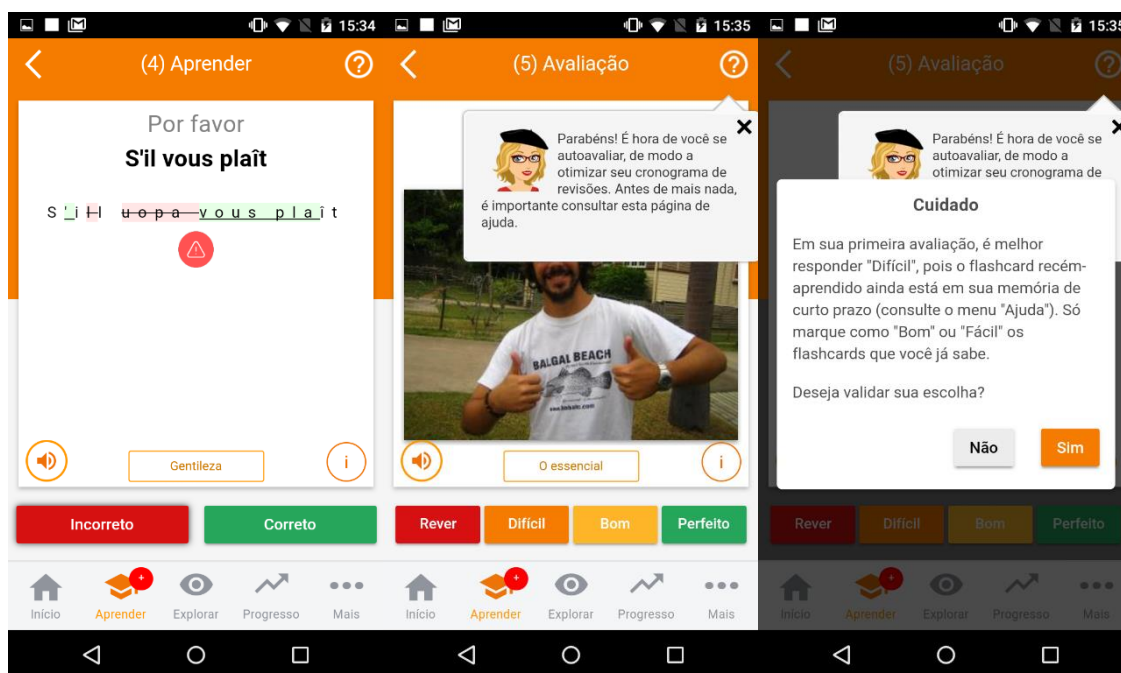 15:34
(4) Aprender
?
Por favor
S'il vous plaît
S'ill uopa vous plaît
Gentileza
i
Incorreto
Correto
+
Início
Aprender
Explorar
Progresso
Mais
15:35
(5) Avaliação
?
Parabéns! É hora de você se
autoavaliar, de modo a
otimizar seu cronograma de
revisões. Antes de mais nada,
é importante consultar esta página de
ajuda.
BALGAL BEACH
O essencial
i
Rever
Difícil
Bom
Perfeito
+
Início
Aprender
Explorar
Progresso
Mais
15:35
(5) Avaliação
?
Parabéns! É hora de você se
autoavaliar, de modo a
otimizar seu cronograma de
Cuidado
Em sua primeira avaliação, é melhor
responder "Difícil", pois o flashcard recém-
aprendido ainda está em sua memória de
curto prazo (consulte o menu "Ajuda"). Só
marque como "Bom" ou "Fácil" os
flashcards que você já sabe.
Deseja validar sua escolha?
Não
Sim
Rever
Difícil
Bom
Perfeito
+
Início
Aprender
Explorar
Progresso
Mais